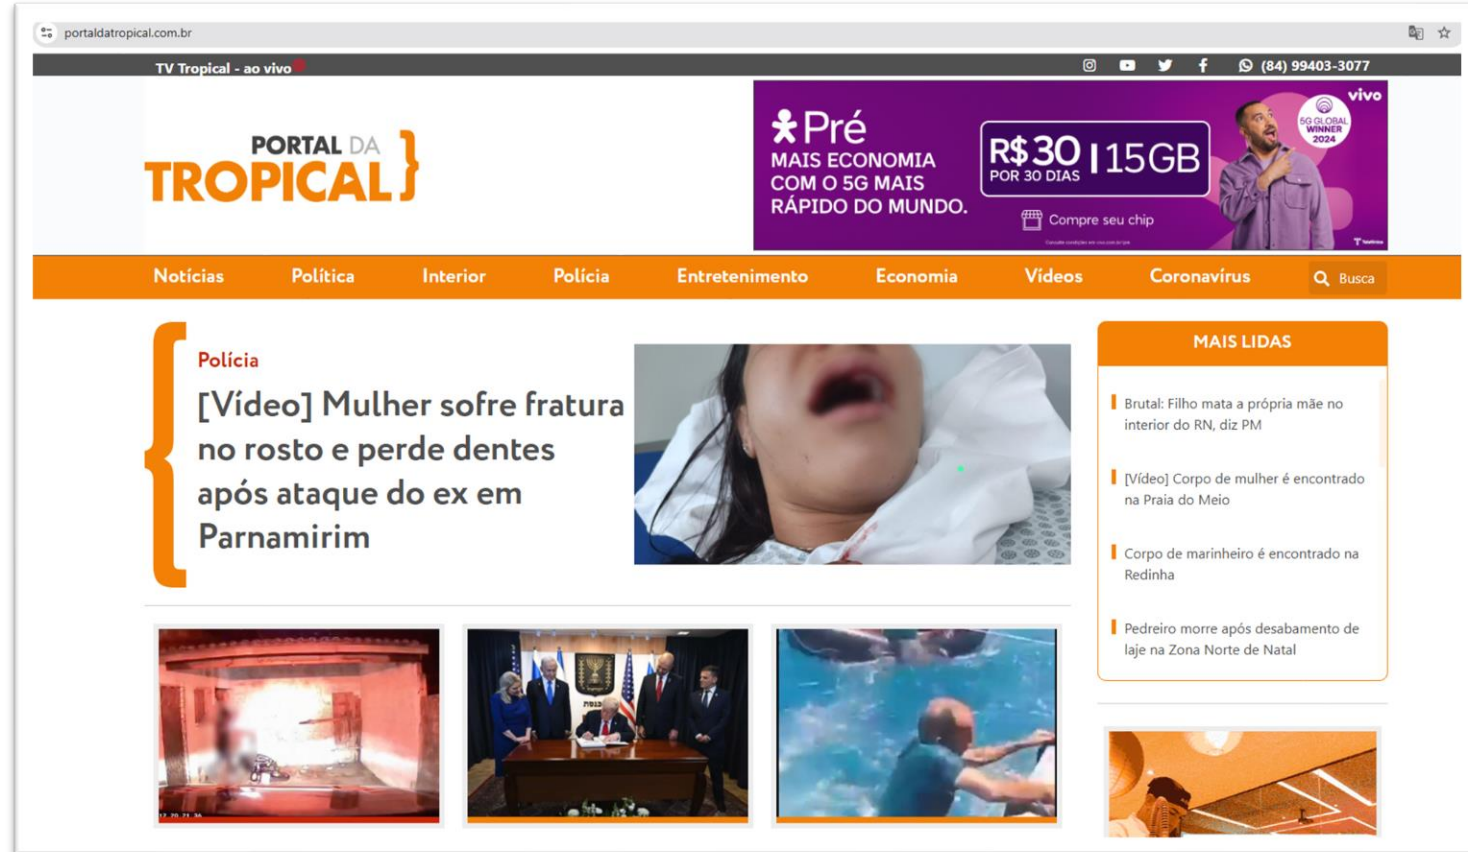 portaldatropical.com.br
TV Tropical - ao vivo
(84) 99403-3077
PORTAL DA
TROPICAL
Pré
MAIS ECONOMIA
COM O 5G MAIS
RÁPIDO DO MUNDO.
R$30
POR 30 DIAS
15GB
Compre seu chip
vivo
5G GLOBAL
WINNER
2024
Notícias Política Interior Polícia Entretenimento Economia Vídeos Coronavírus Busca
Polícia
[Vídeo] Mulher sofre fratura
no rosto e perde dentes
após ataque do ex em
Parnamirim
MAIS LIDAS
Brutal: Filho mata a própria mãe no
interior do RN, diz PM
[Vídeo] Corpo de mulher é encontrado
na Praia do Meio
Corpo de marinheiro é encontrado na
Redinha
Pedreiro morre após desabamento de
laje na Zona Norte de Natal